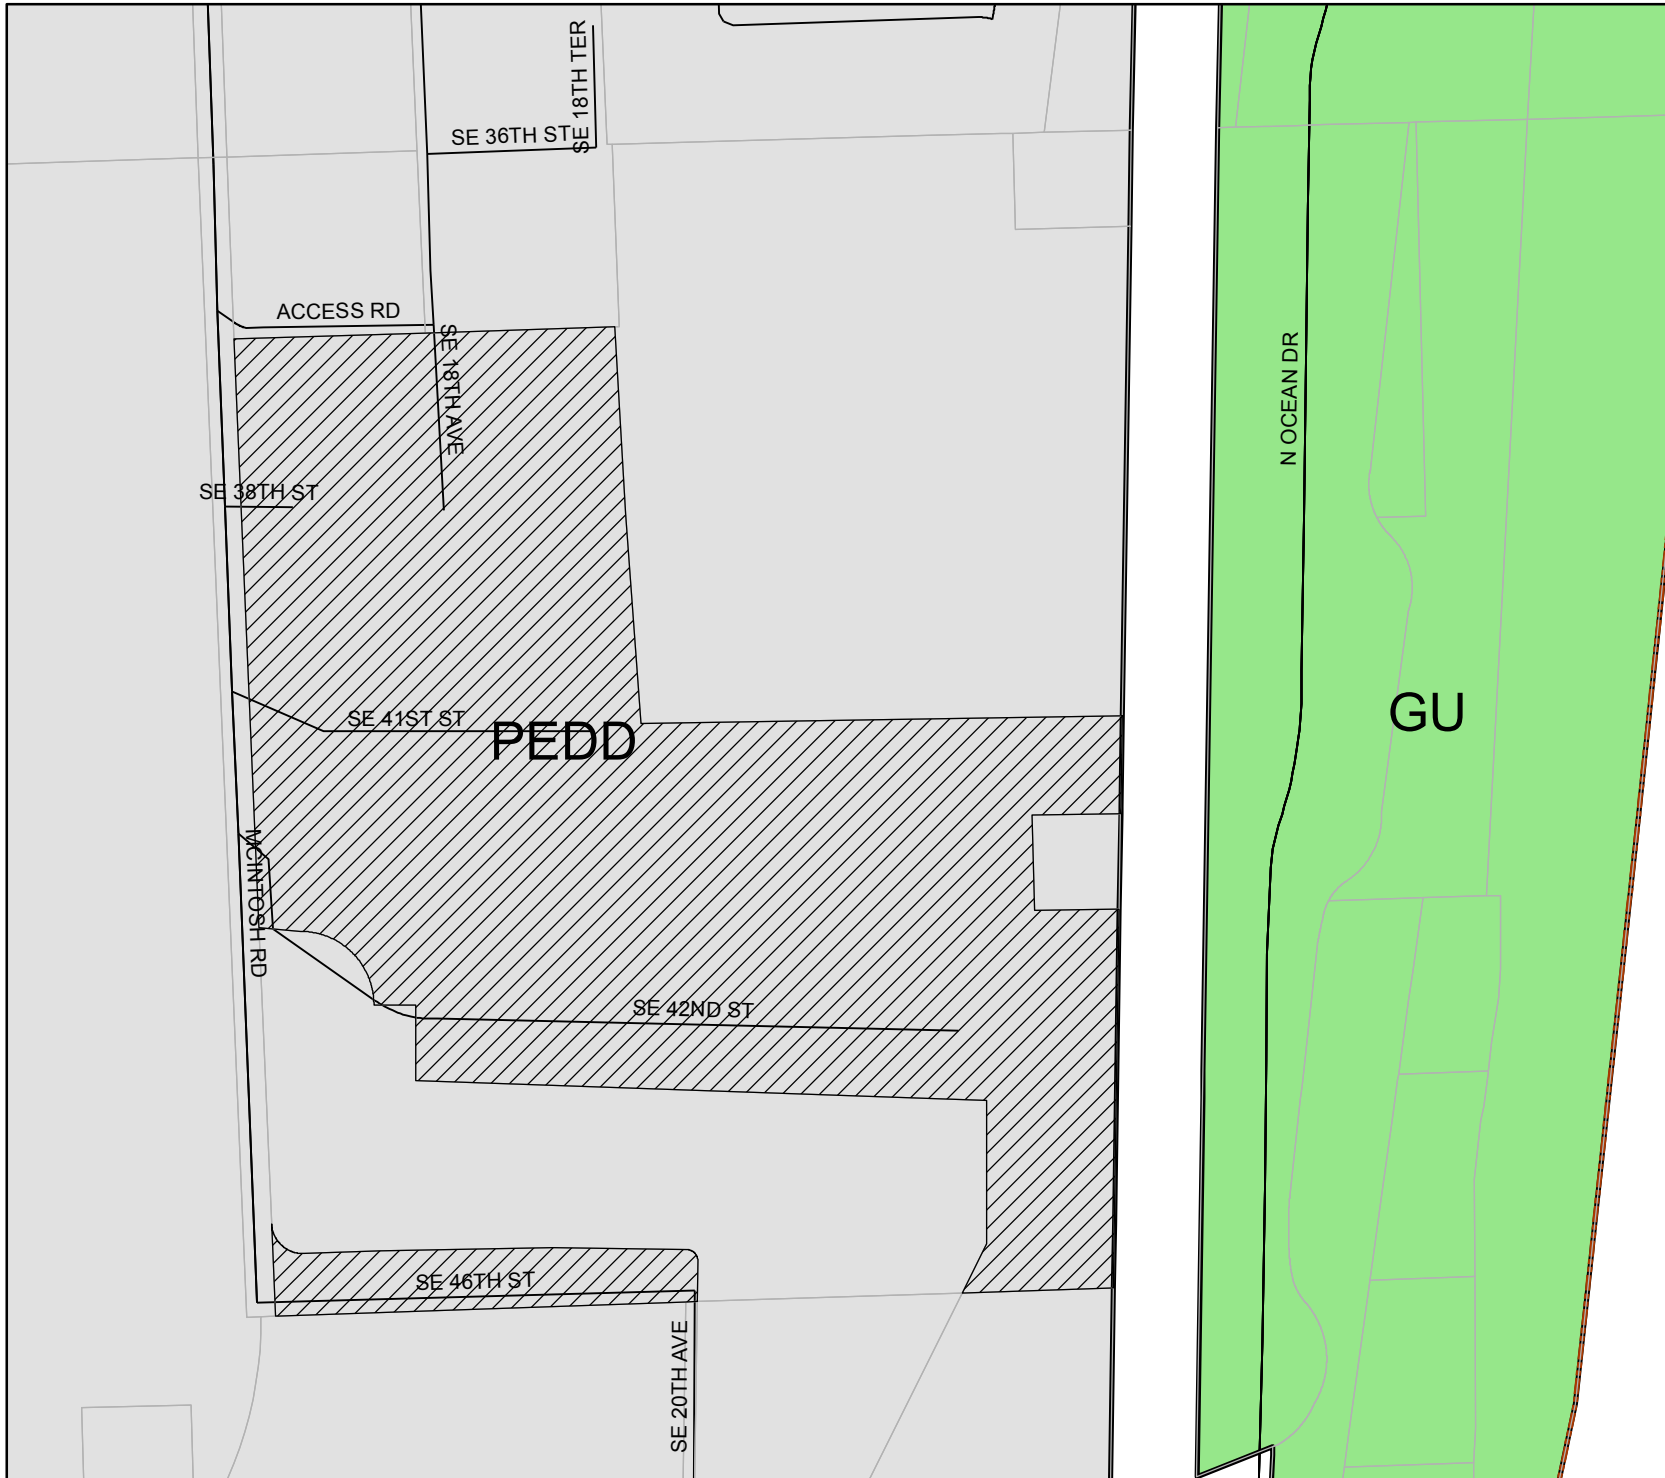 SE 18TH TER
SE 36TH ST
ACCESS RD
SE 18TH AVE
N OCEAN DR
SE 38TH ST
SE 41ST ST
PEDD
GU
MCINTOSH RD
SE 42ND ST
SE 46TH ST
SE 20TH AVE